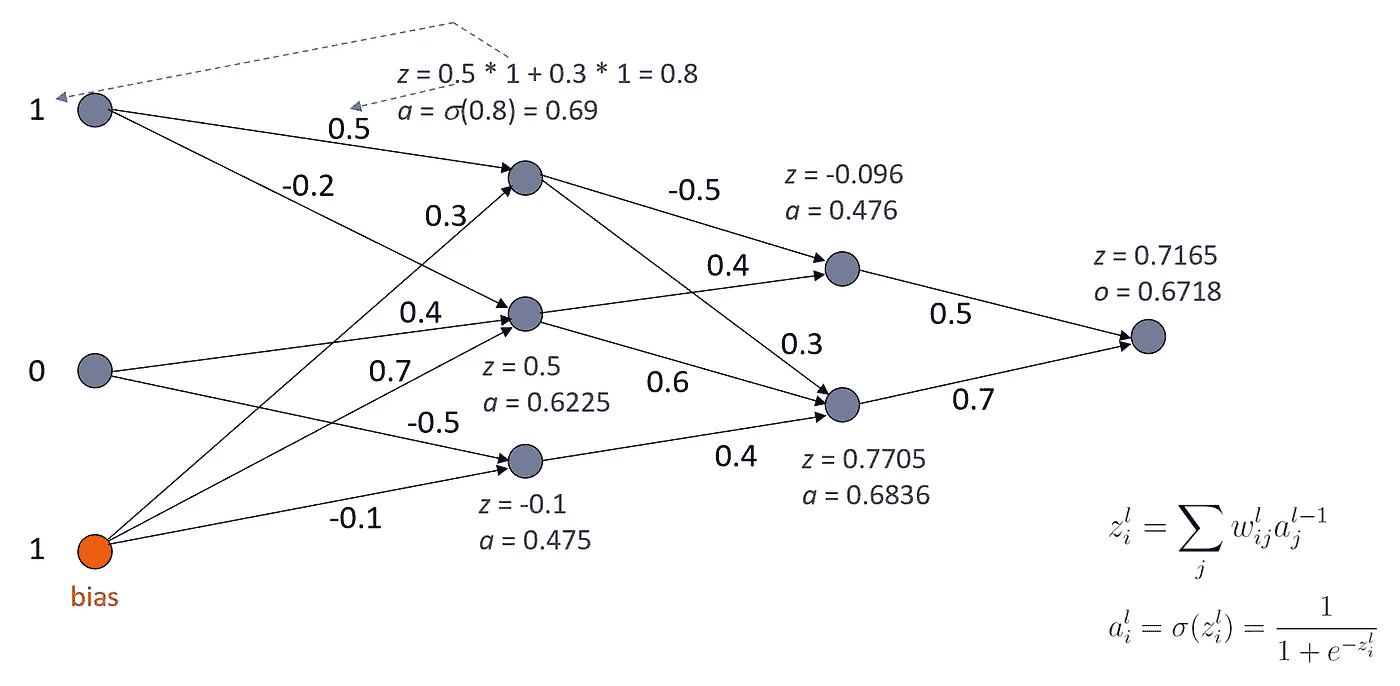 z = 0.5 * 1 + 0.3 * 1 = 0.8
a = σ(0.8) = 0.69
1
0.5
-0.2
0.3
z = -0.096
a = 0.476
-0.5
0.4
z = 0.7165
o = 0.6718
0.5
0.4
0
0.7
z = 0.5
a = 0.6225
0.3
0.6
0.7
-0.5
z = 0.7705
a = 0.6836
0.4
z = -0.1
a = 0.475
-0.1
1
bias
z_i^l = ∑_j w_{ij}^l a_j^{l-1}
a_i^l = σ(z_i^l) = 1 / (1 + e^{-z_i^l})